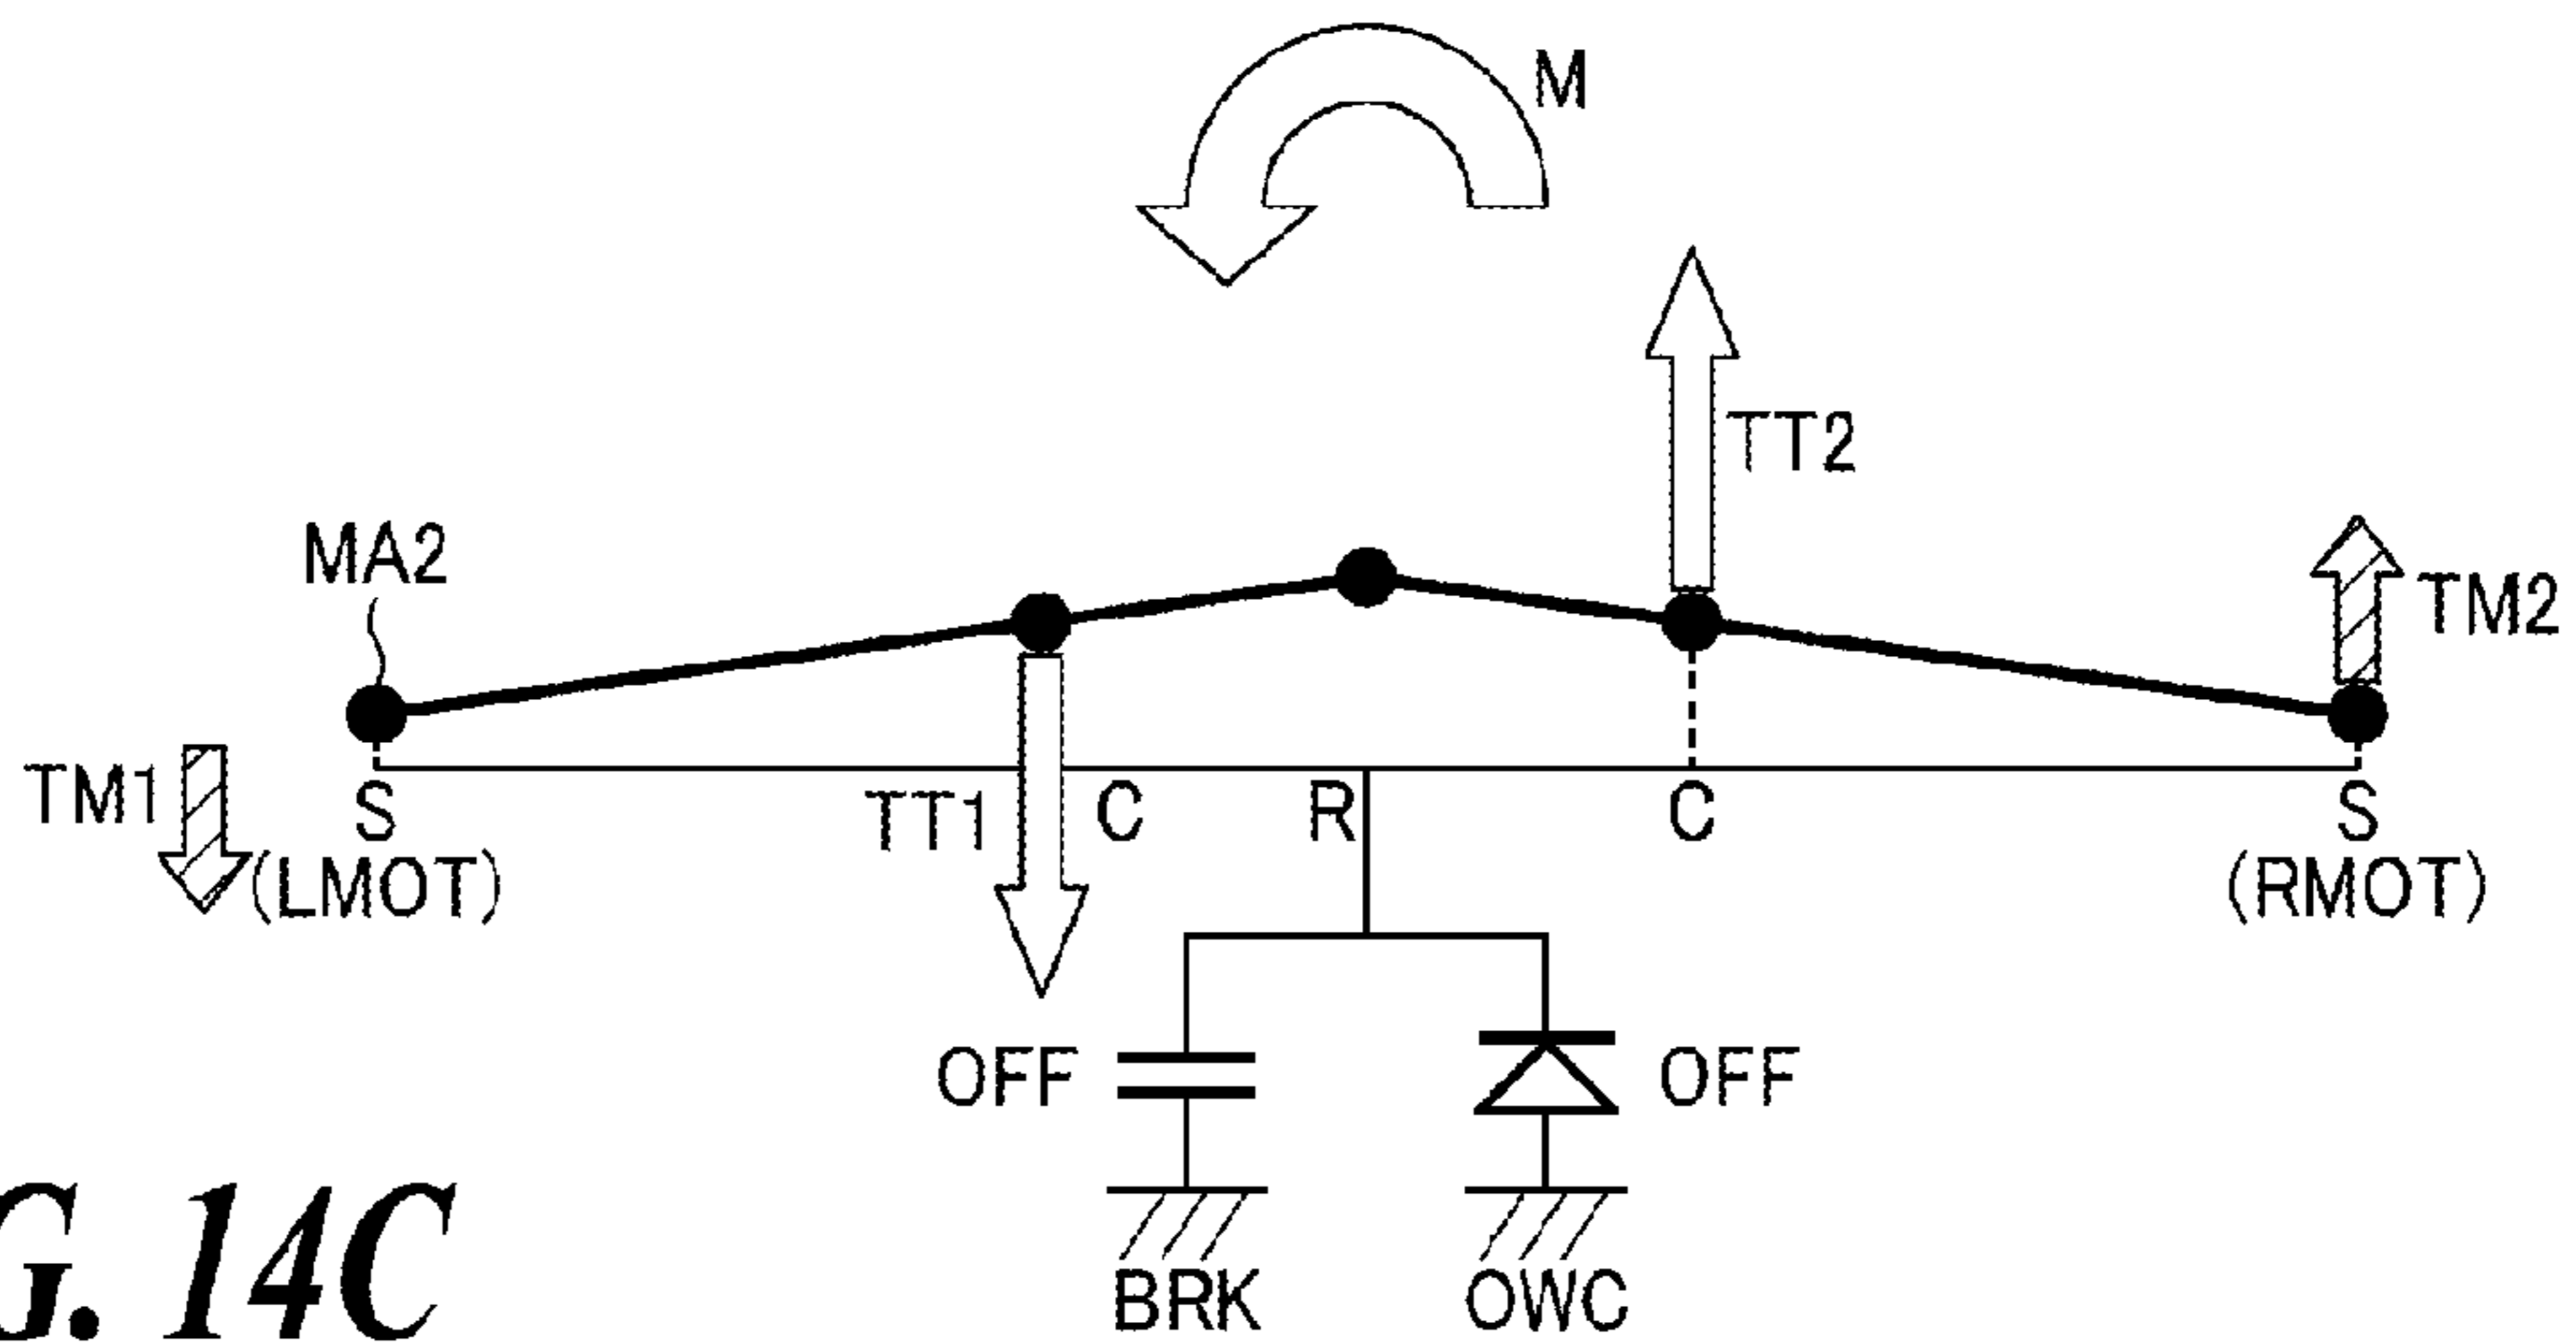 M
TT2
MA2
TM2
TM1
S
TT1
C
R
C
S
(LMOT)
(RMOT)
OFF
OFF
BRK
OWC
G. 14C